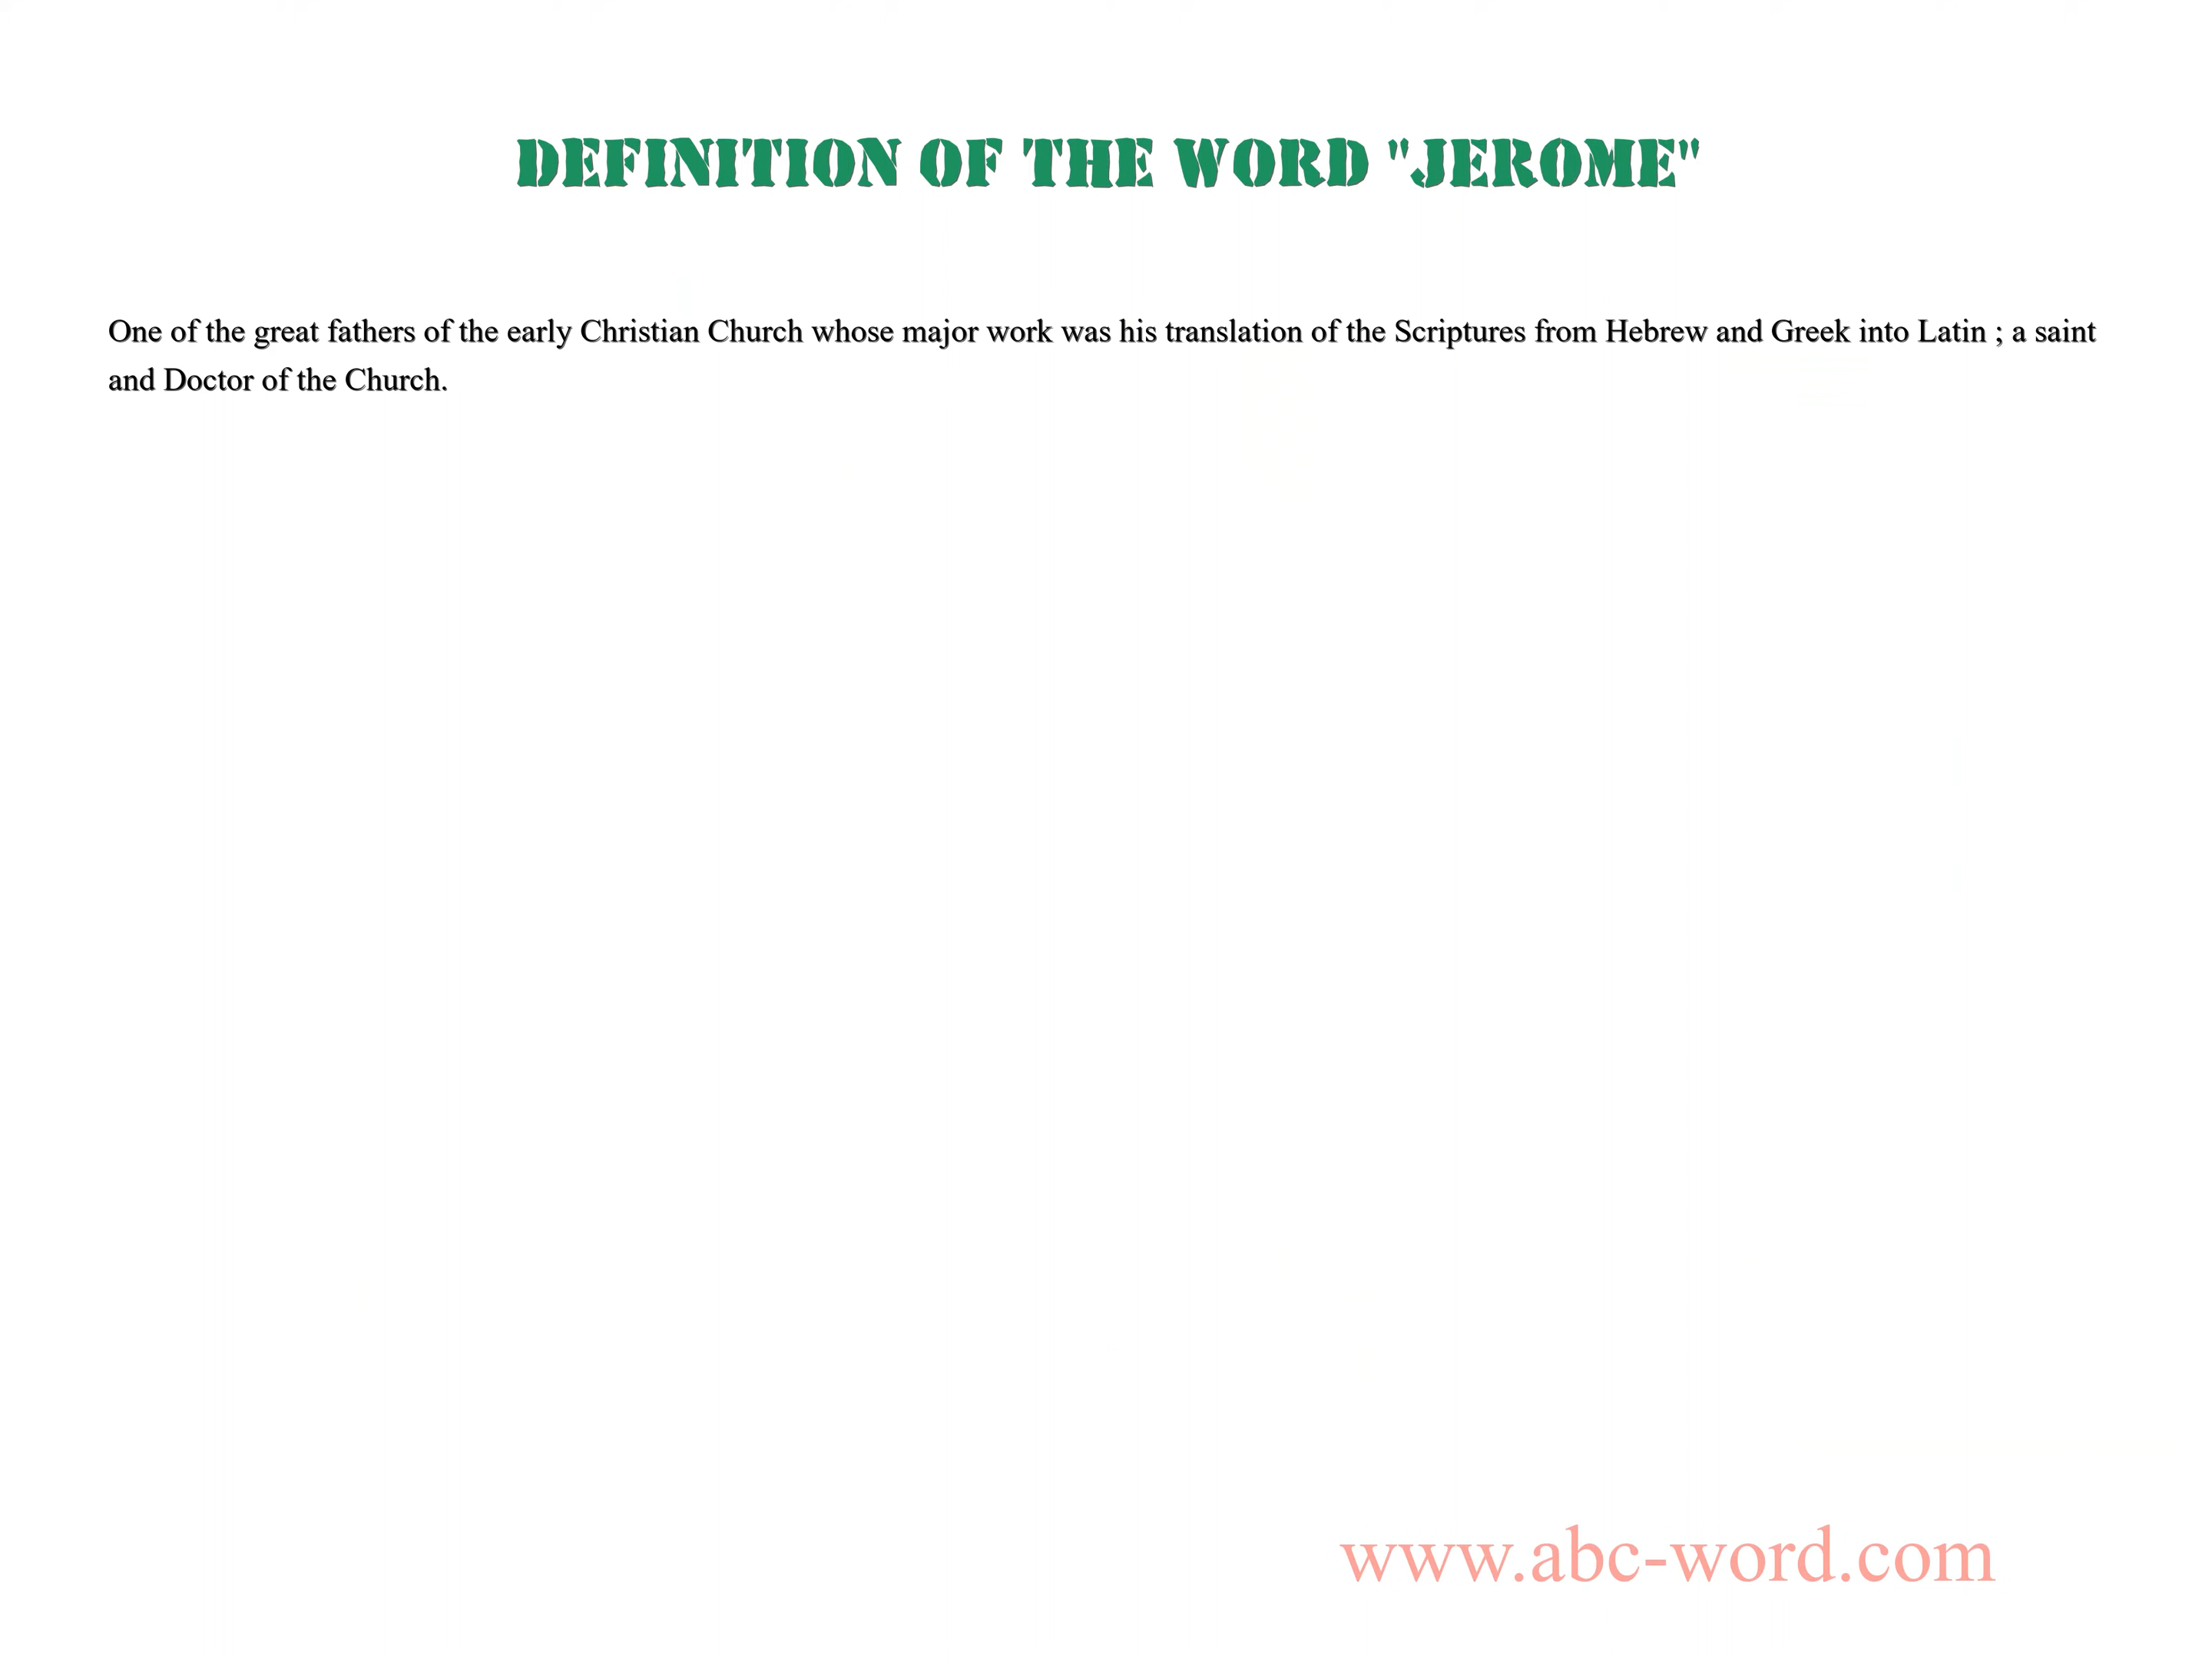 DEFINITION OF THE WORD "JEROME"
One of the great fathers of the early Christian Church whose major work was his translation of the Scriptures from Hebrew and Greek into Latin ; a saint
and Doctor of the Church.
www.abc-word.com